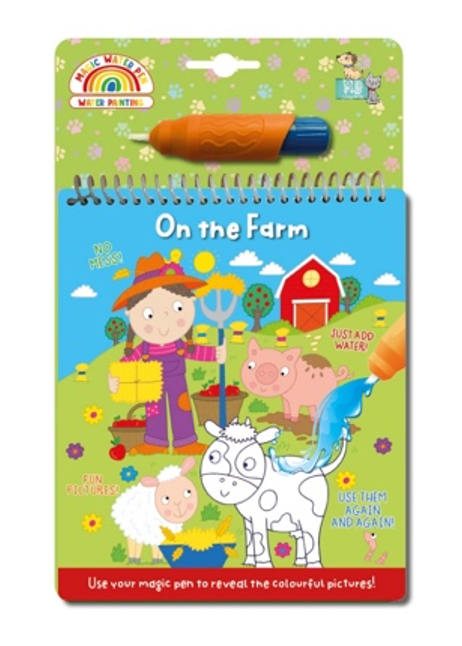 MAGIC WATER PEN
WATER PAINTING
On the Farm
NO
MESS!
JUST ADD
WATER!
FUN
PICTURES!
USE THEM
AGAIN
AND AGAIN!
Use your magic pen to reveal the colourful pictures!